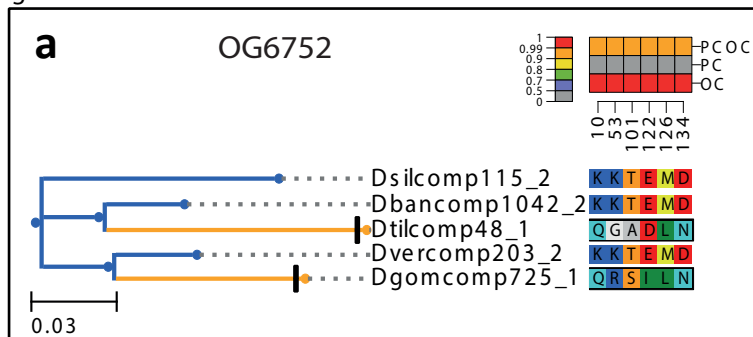 a
OG6752
1
0.99
0.9
0.8
0.7
0.5
0
PCOC
PC
OC
10
53
101
122
126
134
Dsilcomp115_2 KKTEMD
Dbancomp1042_2 KKTEMD
Dtilcomp48_1 QGADLN
Dvercomp203_2 KKTEMD
Dgomcomp725_1 QRSILN
0.03